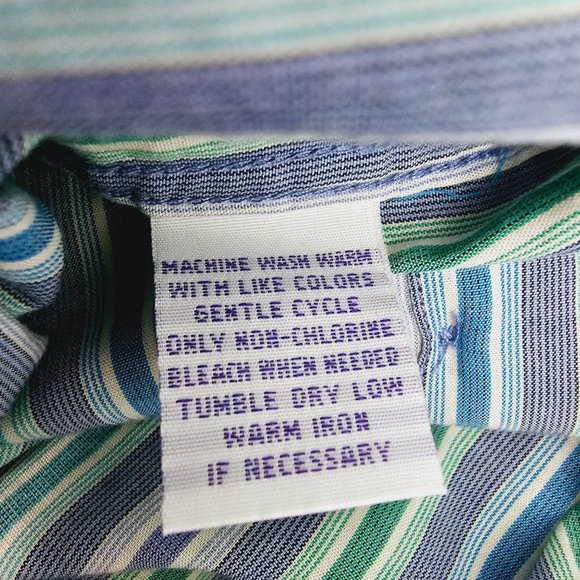 MACHINE WASH WARM
WITH LIKE COLORS
GENTLE CYCLE
ONLY NON-CHLORINE
BLEACH WHEN NEEDED
TUMBLE DRY LOW
WARM IRON
IF NECESSARY